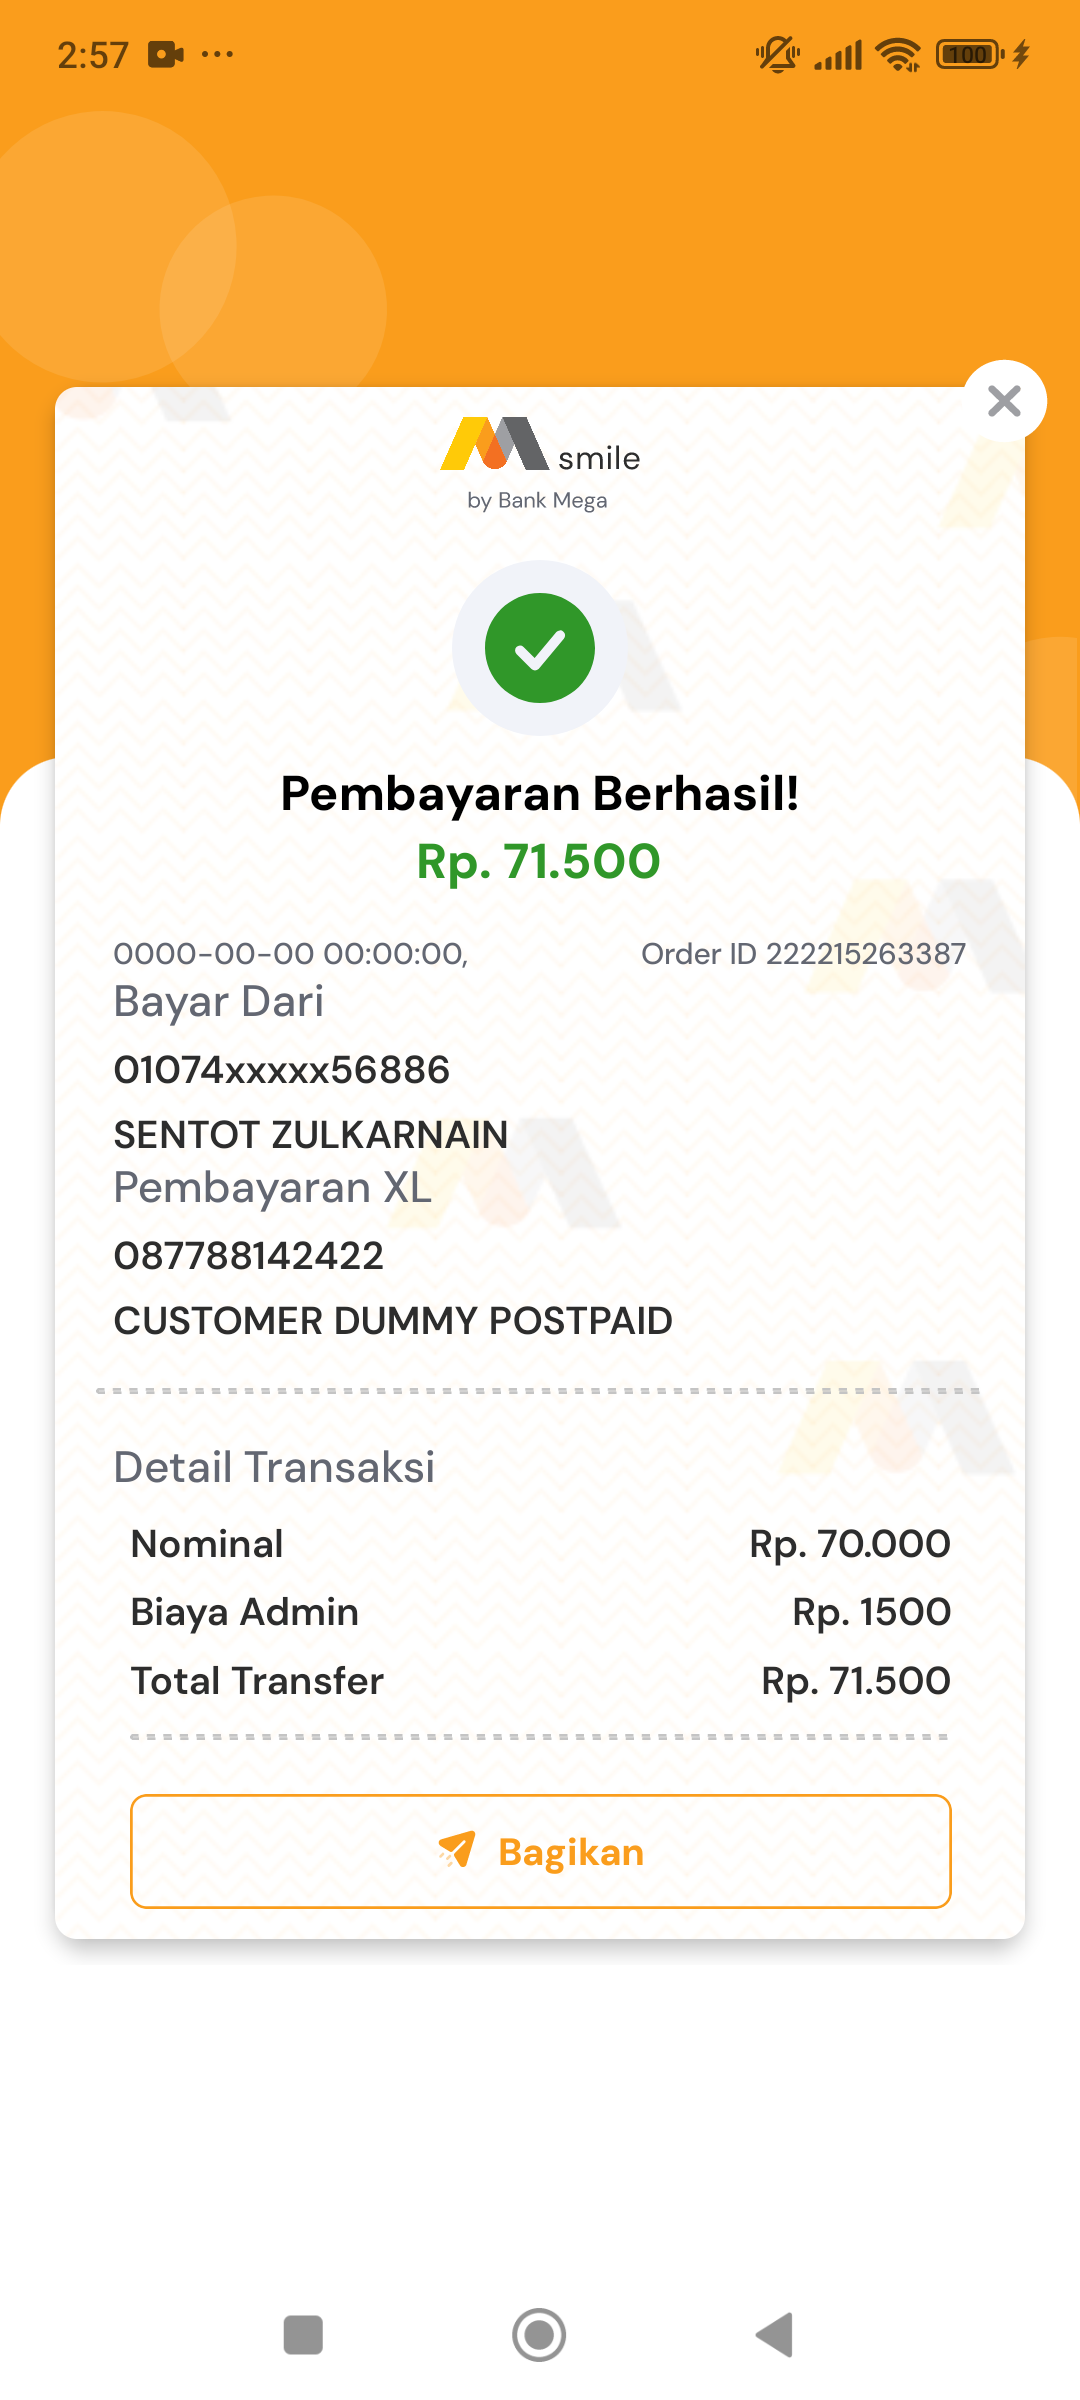 2:57
100
smile
by Bank Mega
Pembayaran Berhasil!
Rp. 71.500
0000-00-00 00:00:00, Order ID 222215263387
Bayar Dari
01074xxxxx56886
SENTOT ZULKARNAIN
Pembayaran XL
087788142422
CUSTOMER DUMMY POSTPAID
Detail Transaksi
Nominal Rp. 70.000
Biaya Admin Rp. 1500
Total Transfer Rp. 71.500
Bagikan